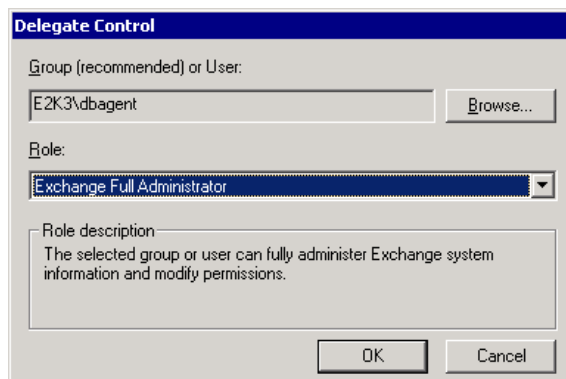 Delegate Control
Group (recommended) or User:
E2K3\dbagent
Browse...
Role:
Exchange Full Administrator
Role description
The selected group or user can fully administer Exchange system
information and modify permissions.
OK
Cancel